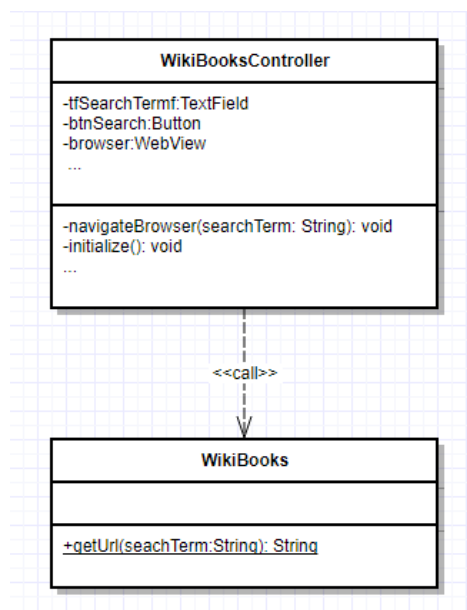 WikiBooksController
-tfSearchTermf:TextField
-btnSearch:Button
-browser:WebView
...
-navigateBrowser(searchTerm: String): void
-initialize(): void
...
<<call>>
WikiBooks
+getUrl(seachTerm:String): String